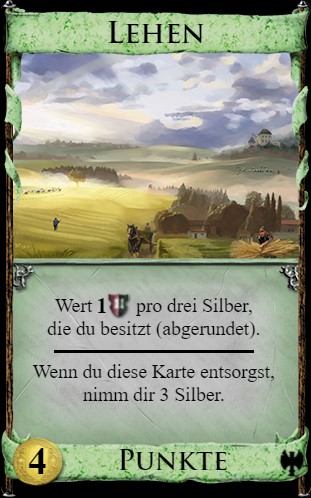 LEHEN
Wert 1 pro drei Silber,
die du besitzt (abgerundet).
Wenn du diese Karte entsorgst,
nimm dir 3 Silber.
4 PUNKTE